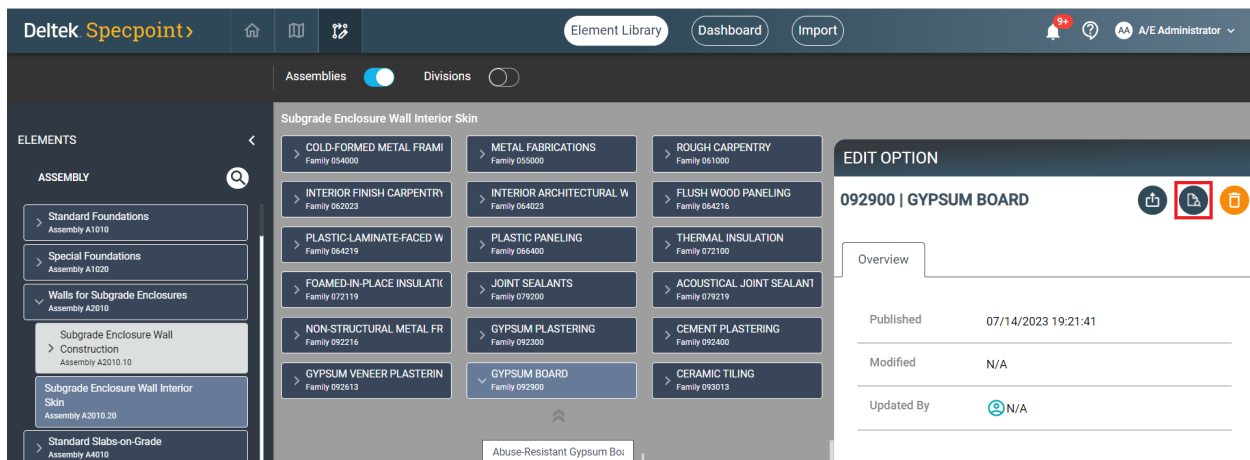 Deltek Specpoint
Element Library
Dashboard
Import
9+
AA
A/E Administrator
Assemblies
Divisions
Subgrade Enclosure Wall Interior Skin
ELEMENTS
ASSEMBLY
Standard Foundations
Assembly A1010
Special Foundations
Assembly A1020
Walls for Subgrade Enclosures
Assembly A2010
Subgrade Enclosure Wall
Construction
Assembly A2010.10
Subgrade Enclosure Wall Interior
Skin
Assembly A2010.20
Standard Slabs-on-Grade
Assembly A4010
COLD-FORMED METAL FRAMI
Family 054000
METAL FABRICATIONS
Family 055000
ROUGH CARPENTRY
Family 061000
INTERIOR FINISH CARPENTRY
Family 062023
INTERIOR ARCHITECTURAL W
Family 064023
FLUSH WOOD PANELING
Family 064216
PLASTIC-LAMINATE-FACED W
Family 064219
PLASTIC PANELING
Family 066400
THERMAL INSULATION
Family 072100
FOAMED-IN-PLACE INSULATI
Family 072119
JOINT SEALANTS
Family 079200
ACOUSTICAL JOINT SEALANT
Family 079219
NON-STRUCTURAL METAL FR
Family 092216
GYPSUM PLASTERING
Family 092300
CEMENT PLASTERING
Family 092400
GYPSUM VENEER PLASTERIN
Family 092613
GYPSUM BOARD
Family 092900
CERAMIC TILING
Family 093013
Abuse-Resistant Gypsum Boa
EDIT OPTION
092900 | GYPSUM BOARD
Overview
Published
07/14/2023 19:21:41
Modified
N/A
Updated By
N/A